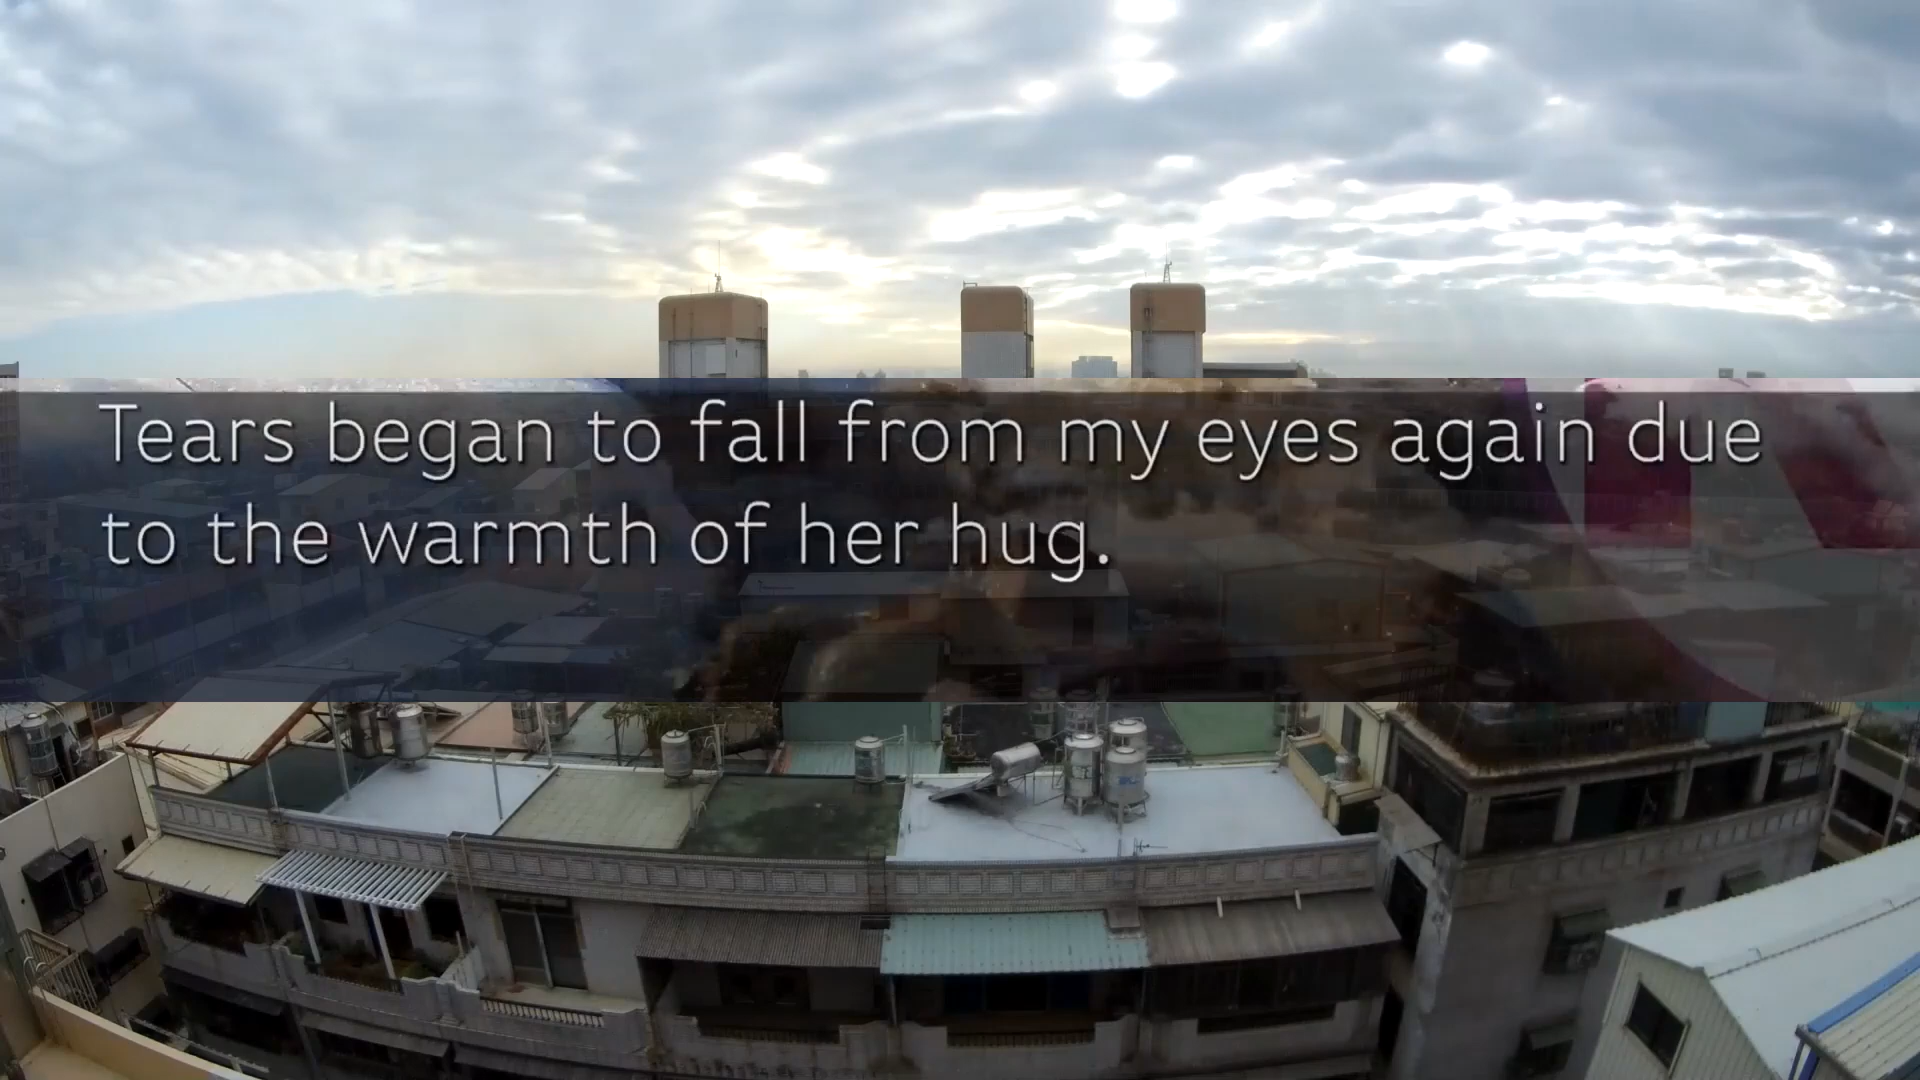 Tears began to fall from my eyes again due
to the warmth of her hug.